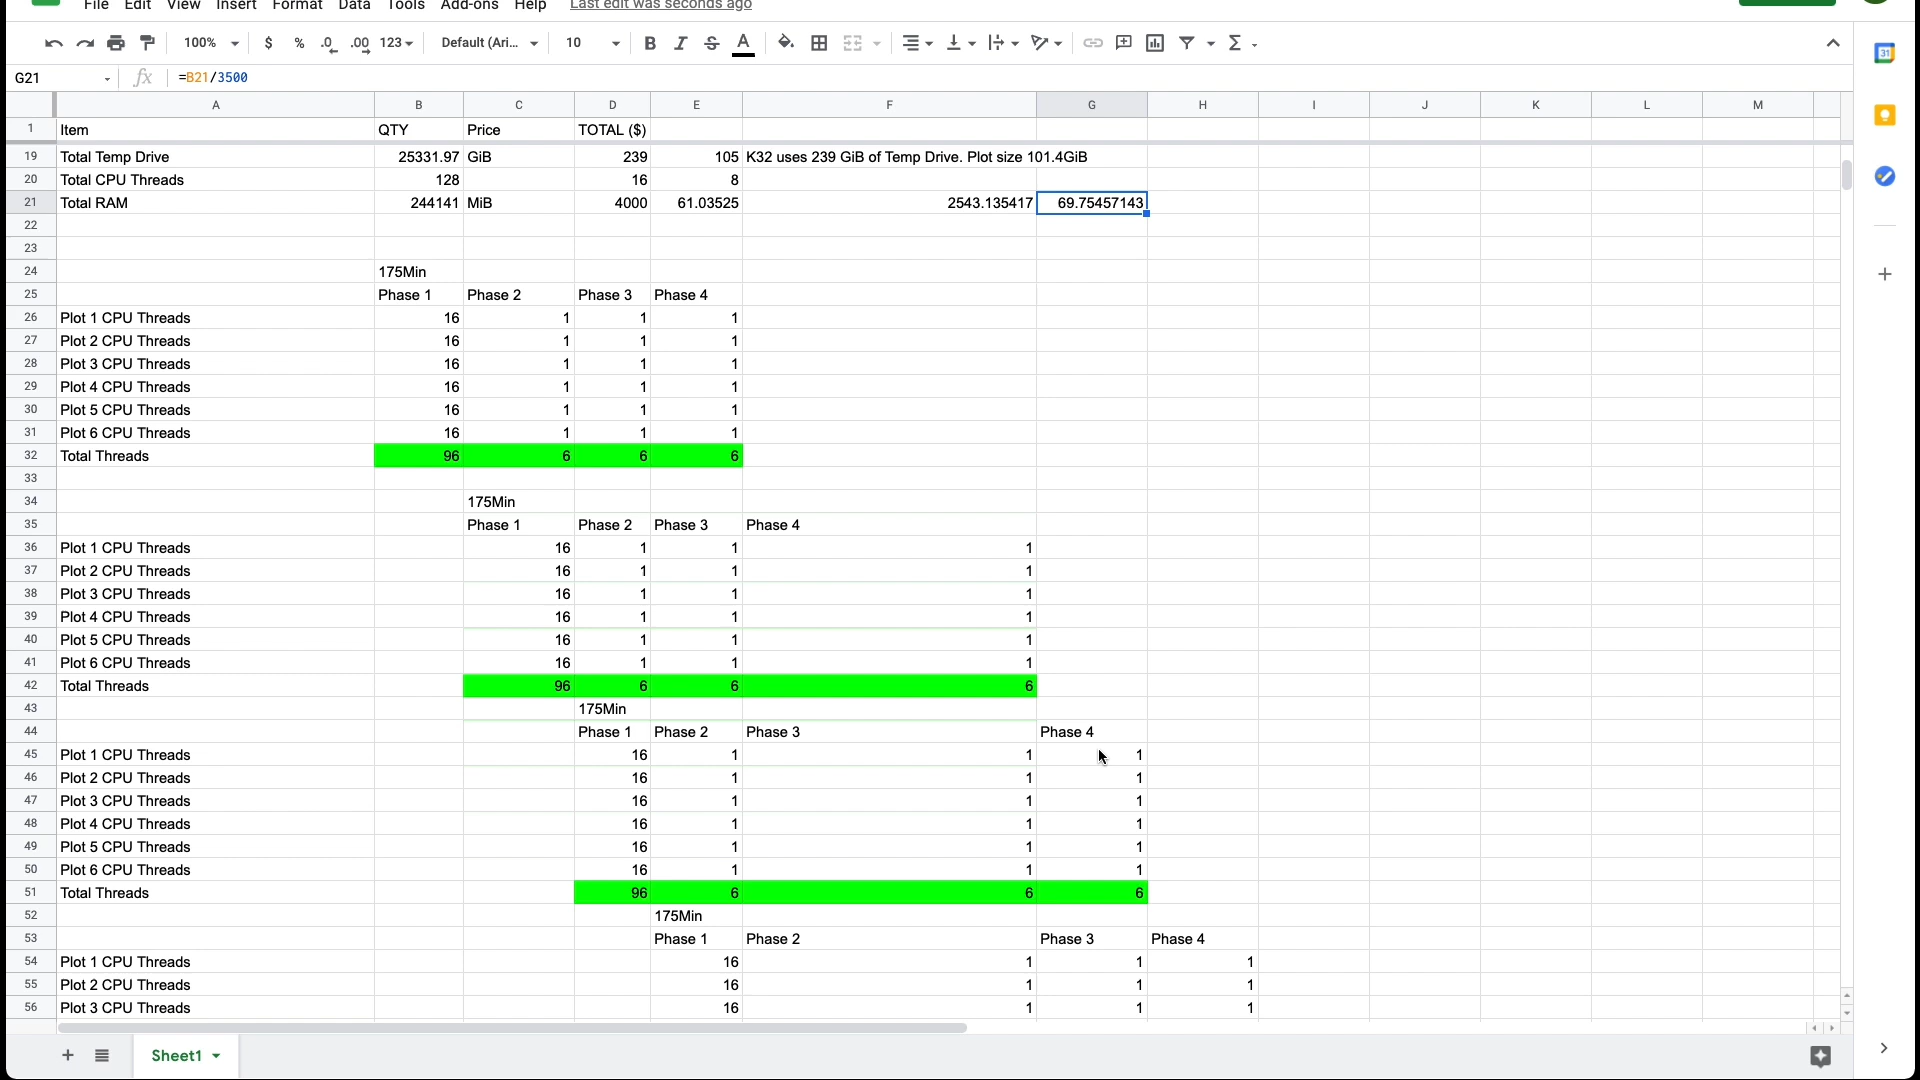 File Edit View Insert Format Data Tools Add-ons Help Last edit was seconds ago
100% $ % .0 .00 123 Default (Ari... 10 B I S A Σ
G21 fx =B21/3500
A B C D E F G H I J K L M
1 Item QTY Price TOTAL ($)
19 Total Temp Drive 25331.97 GiB 239 105 K32 uses 239 GiB of Temp Drive. Plot size 101.4GiB
20 Total CPU Threads 128 16 8
21 Total RAM 244141 MiB 4000 61.03525 2543.135417 69.75457143
22
23
24 175Min
25 Phase 1 Phase 2 Phase 3 Phase 4
26 Plot 1 CPU Threads 16 1 1 1
27 Plot 2 CPU Threads 16 1 1 1
28 Plot 3 CPU Threads 16 1 1 1
29 Plot 4 CPU Threads 16 1 1 1
30 Plot 5 CPU Threads 16 1 1 1
31 Plot 6 CPU Threads 16 1 1 1
32 Total Threads 96 6 6 6
33
34 175Min
35 Phase 1 Phase 2 Phase 3 Phase 4
36 Plot 1 CPU Threads 16 1 1 1
37 Plot 2 CPU Threads 16 1 1 1
38 Plot 3 CPU Threads 16 1 1 1
39 Plot 4 CPU Threads 16 1 1 1
40 Plot 5 CPU Threads 16 1 1 1
41 Plot 6 CPU Threads 16 1 1 1
42 Total Threads 96 6 6 6
43 175Min
44 Phase 1 Phase 2 Phase 3 Phase 4
45 Plot 1 CPU Threads 16 1 1 1
46 Plot 2 CPU Threads 16 1 1 1
47 Plot 3 CPU Threads 16 1 1 1
48 Plot 4 CPU Threads 16 1 1 1
49 Plot 5 CPU Threads 16 1 1 1
50 Plot 6 CPU Threads 16 1 1 1
51 Total Threads 96 6 6 6
52 175Min
53 Phase 1 Phase 2 Phase 3 Phase 4
54 Plot 1 CPU Threads 16 1 1 1
55 Plot 2 CPU Threads 16 1 1 1
56 Plot 3 CPU Threads 16 1 1 1
Sheet1
31